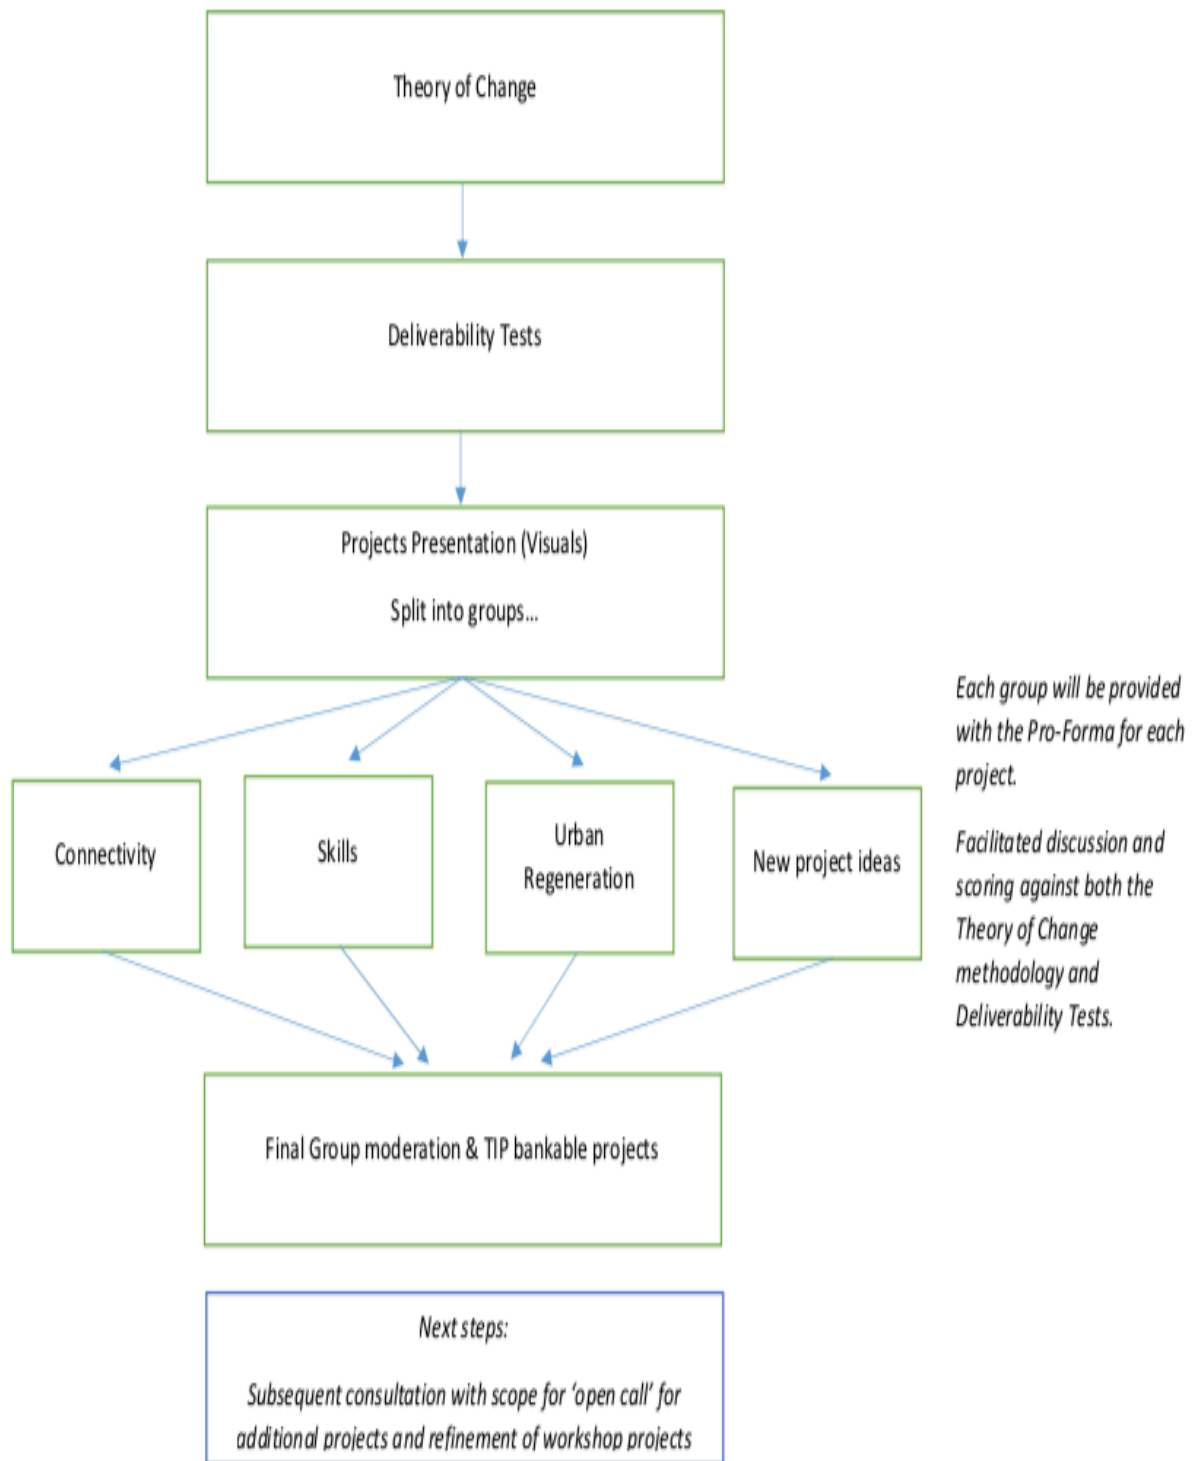 Theory of Change
Deliverability Tests
Projects Presentation (Visuals)
Split into groups...
Connectivity
Skills
Urban
Regeneration
New project ideas
Each group will be provided
with the Pro-Forma for each
project.
Facilitated discussion and
scoring against both the
Theory of Change
methodology and
Deliverability Tests.
Final Group moderation & TIP bankable projects
Next steps:
Subsequent consultation with scope for ‘open call’ for
additional projects and refinement of workshop projects